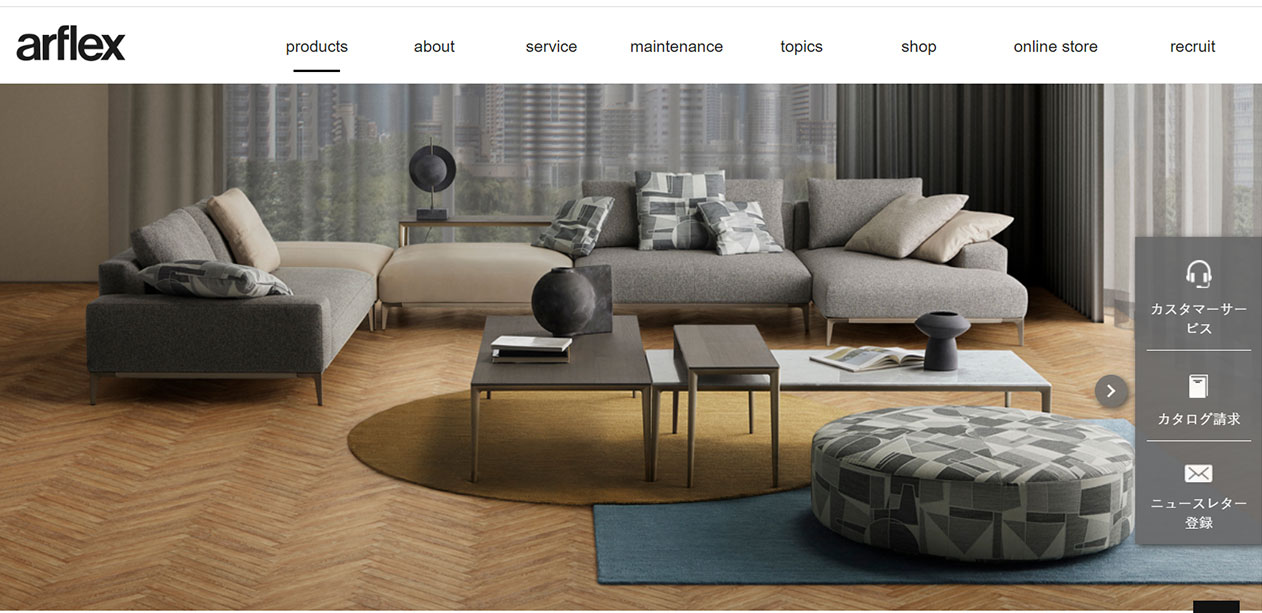 arflex
products
about
service
maintenance
topics
shop
online store
recruit
カスタマーサー
ビス
カタログ請求
ニュースレター
登録